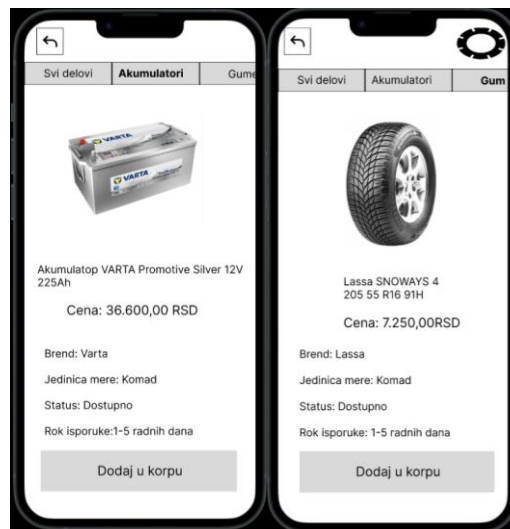 Svi delovi
Akumulatori
Gume
VARTA
VARTA
Akumulatop VARTA Promotive Silver 12V
225Ah
Cena: 36.600,00 RSD
Brend: Varta
Jedinica mere: Komad
Status: Dostupno
Rok isporuke:1-5 radnih dana
Dodaj u korpu
Svi delovi
Akumulatori
Gum
Lassa SNOWAYS 4
205 55 R16 91H
Cena: 7.250,00RSD
Brend: Lassa
Jedinica mere: Komad
Status: Dostupno
Rok isporuke: 1-5 radnih dana
Dodaj u korpu